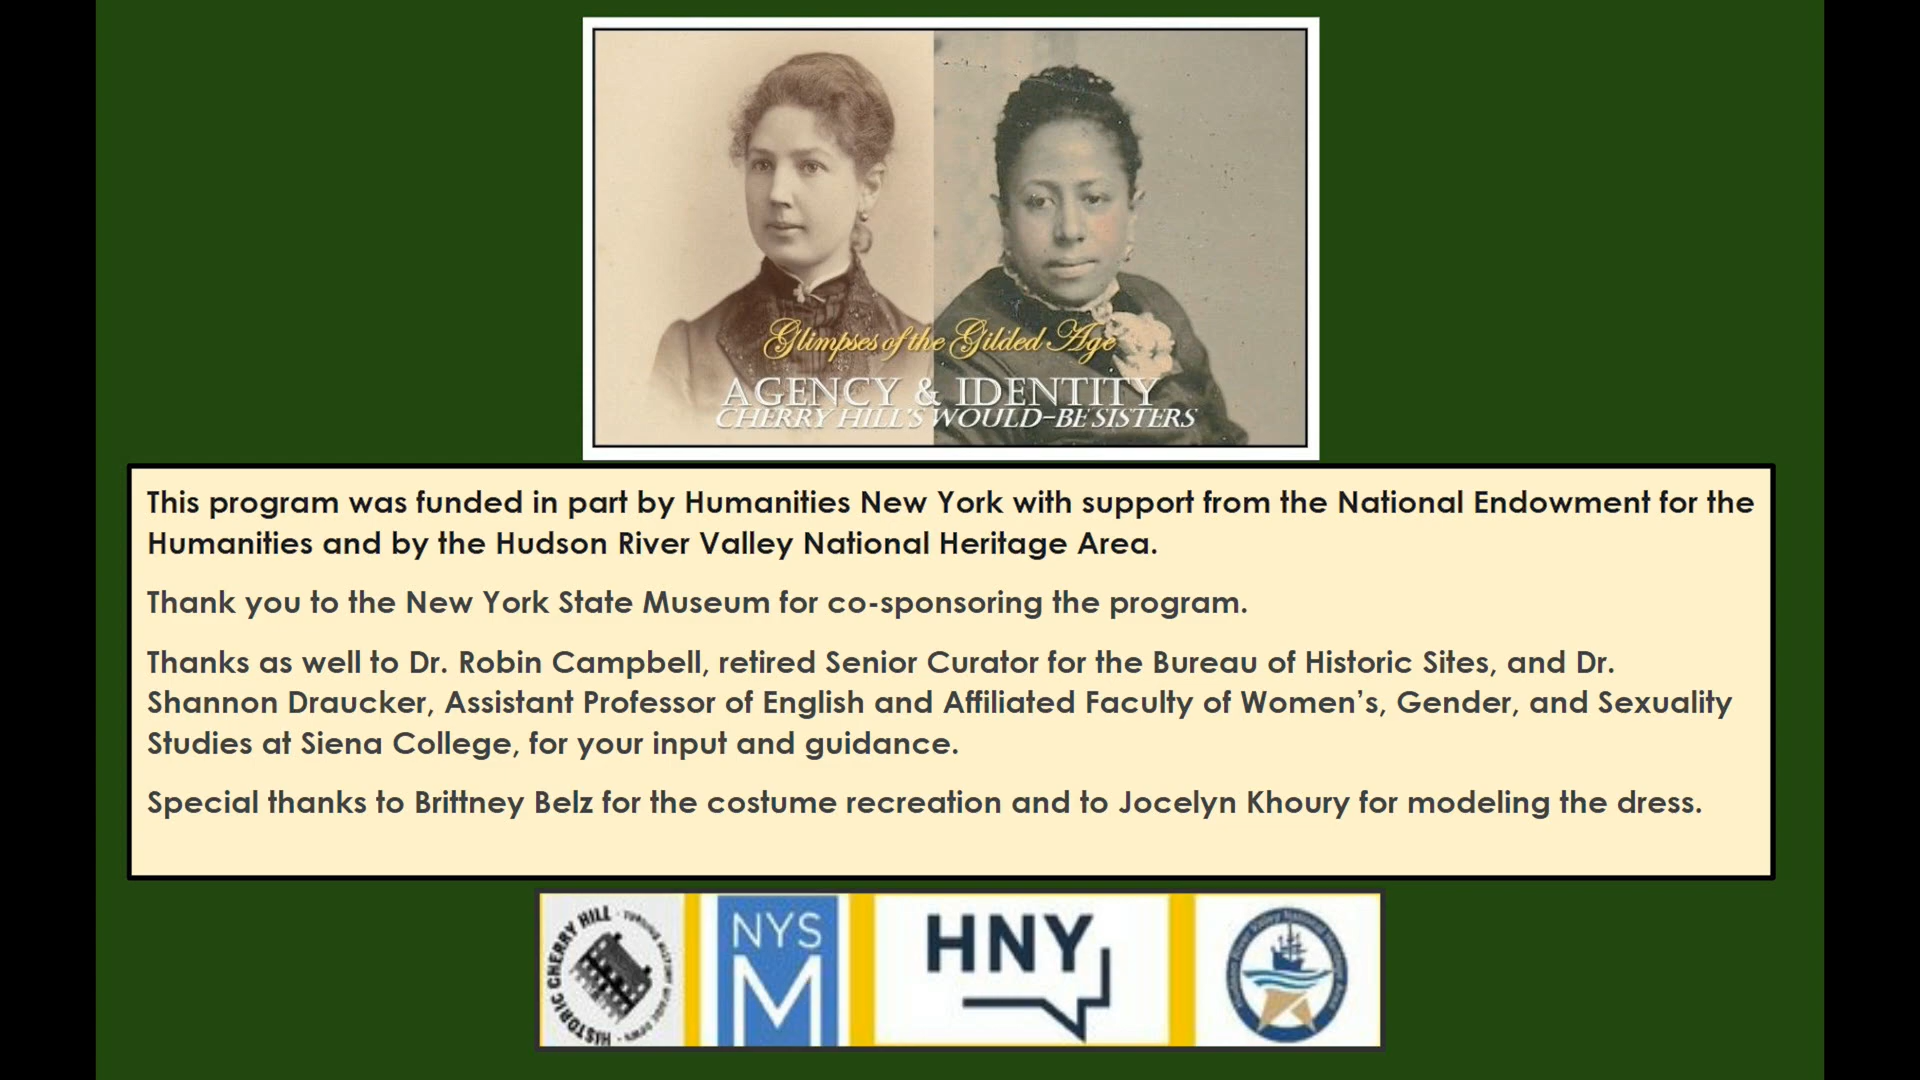 Glimpses of the Gilded Age
AGENCY & IDENTITY
CHERRY HILL'S WOULD-BE SISTERS
This program was funded in part by Humanities New York with support from the National Endowment for the
Humanities and by the Hudson River Valley National Heritage Area.
Thank you to the New York State Museum for co-sponsoring the program.
Thanks as well to Dr. Robin Campbell, retired Senior Curator for the Bureau of Historic Sites, and Dr.
Shannon Draucker, Assistant Professor of English and Affiliated Faculty of Women’s, Gender, and Sexuality
Studies at Siena College, for your input and guidance.
Special thanks to Brittney Belz for the costume recreation and to Jocelyn Khoury for modeling the dress.
HISTORIC CHERRY HILL
NYS
M
HNY
Hudson River Valley National Heritage Area